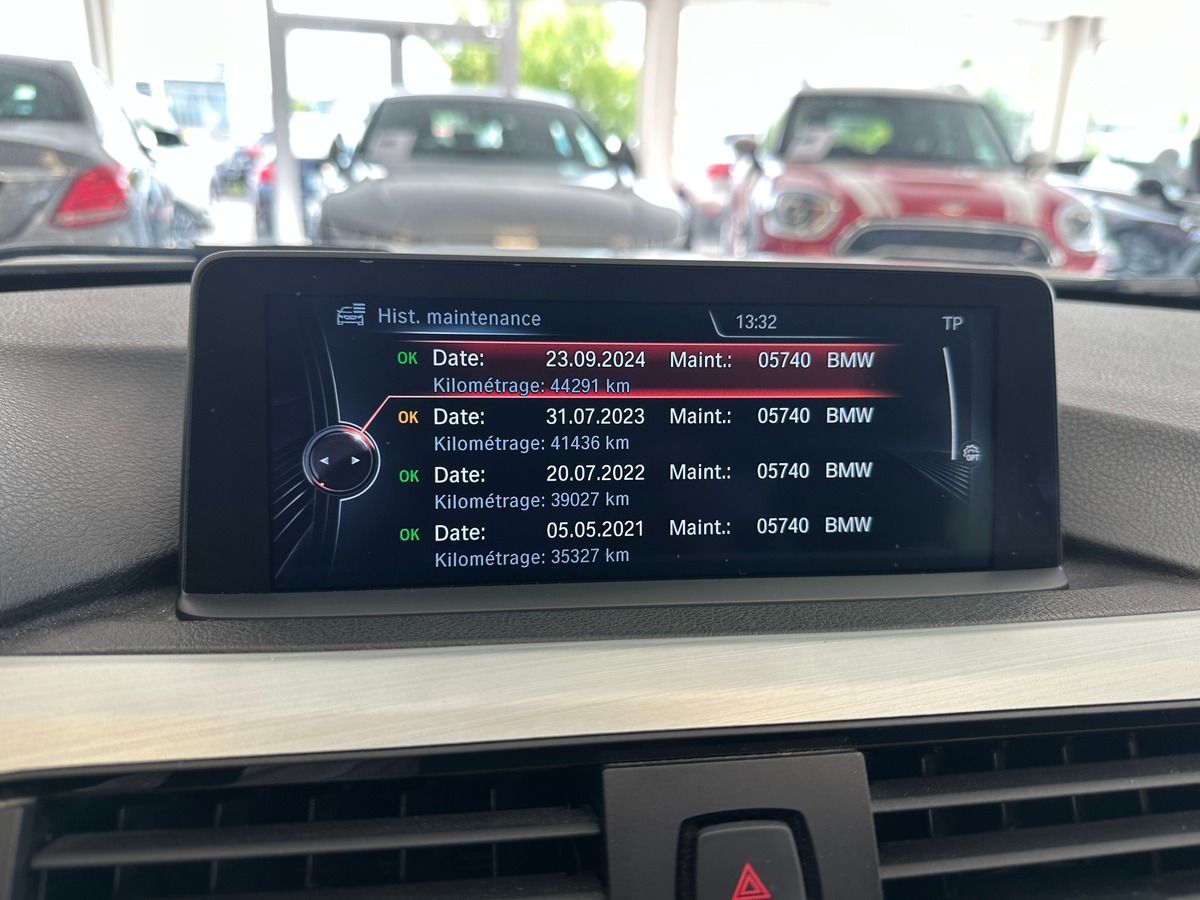 Hist. maintenance 13:32 TP
OK Date: 23.09.2024 Maint.: 05740 BMW
Kilométrage: 44291 km
OK Date: 31.07.2023 Maint.: 05740 BMW
Kilométrage: 41436 km
OPT
OK Date: 20.07.2022 Maint.: 05740 BMW
Kilométrage: 39027 km
OK Date: 05.05.2021 Maint.: 05740 BMW
Kilométrage: 35327 km